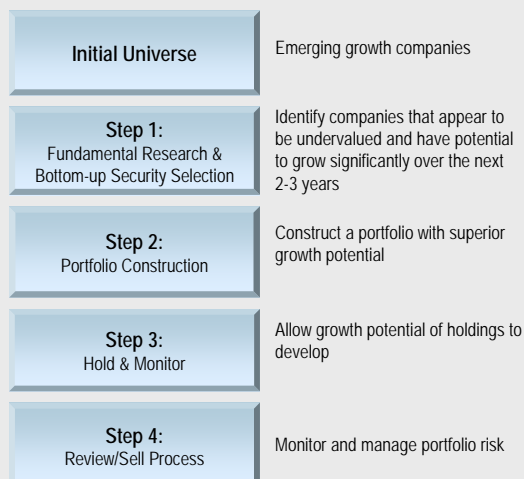 Initial Universe
Emerging growth companies
Step 1:
Fundamental Research &
Bottom-up Security Selection
Identify companies that appear to
be undervalued and have potential
to grow significantly over the next
2-3 years
Step 2:
Portfolio Construction
Construct a portfolio with superior
growth potential
Step 3:
Hold & Monitor
Allow growth potential of holdings to
develop
Step 4:
Review/Sell Process
Monitor and manage portfolio risk